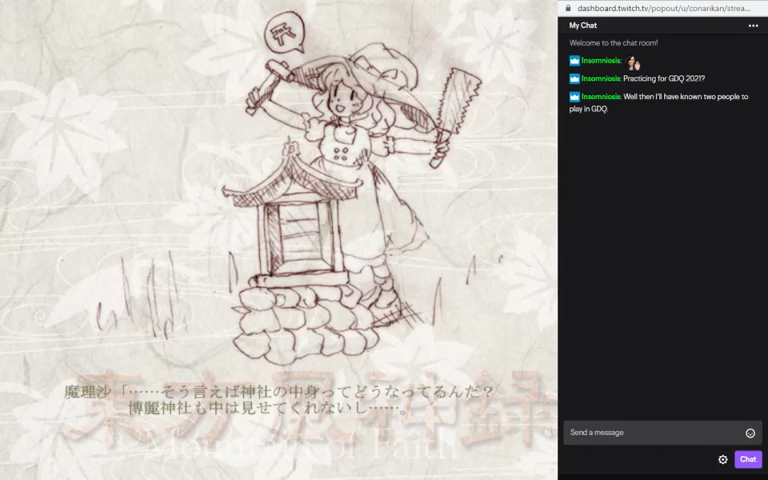 dashboard.twitch.tv/popout/u/conarikan/strea...
My Chat
Welcome to the chat room!
Insomniosis:
Insomniosis: Practicing for GDQ 2021?
Insomniosis: Well then I'll have known two people to
play in GDQ.
魔理沙「……そう言えば神社の中身ってどうなってるんだ？
博麗神社も中は見せてくれないし……。
東方風神録
Mountain of Faith
Send a message
Chat